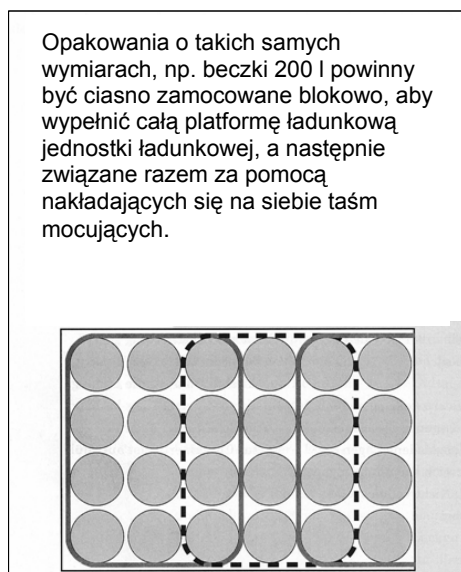 Opakowania o takich samych
wymiarach, np. beczki 200 l powinny
być ciasno zamocowane blokowo, aby
wypełnić całą platformę ładunkową
jednostki ładunkowej, a następnie
związane razem za pomocą
nakładających się na siebie taśm
mocujących.